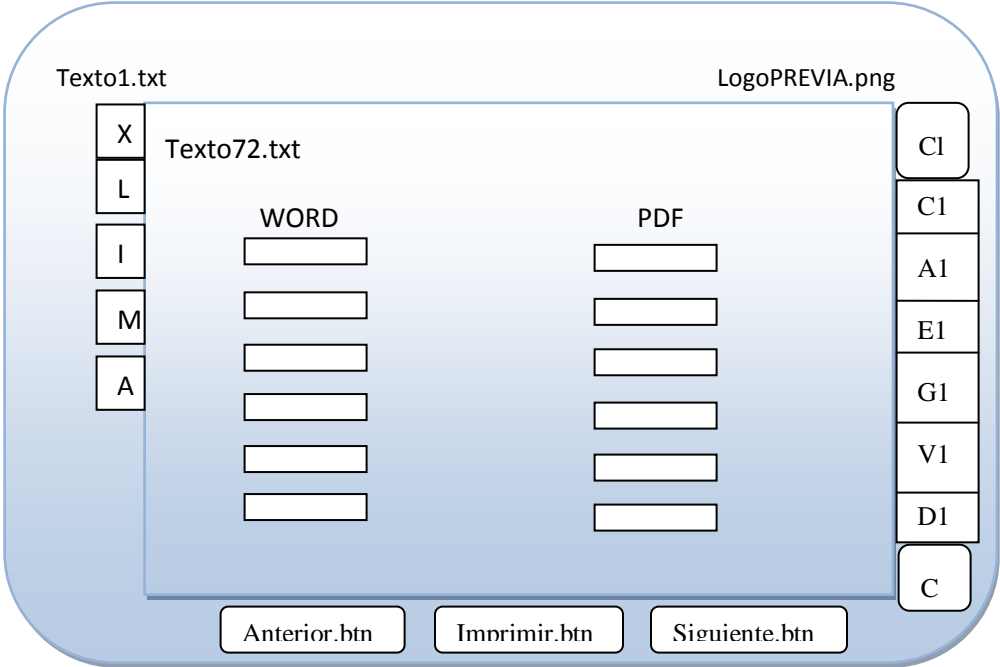 Texto1.txt
LogoPREVIA.png
X
L
I
M
A
Texto72.txt
WORD
PDF
Cl
C1
A1
E1
G1
V1
D1
C
Anterior.btn
Imprimir.btn
Siguiente.btn